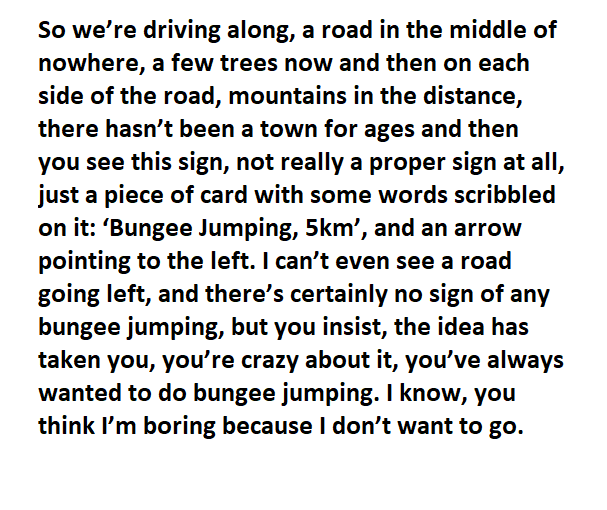 So we’re driving along, a road in the middle of
nowhere, a few trees now and then on each
side of the road, mountains in the distance,
there hasn’t been a town for ages and then
you see this sign, not really a proper sign at all,
just a piece of card with some words scribbled
on it: ‘Bungee Jumping, 5km’, and an arrow
pointing to the left. I can’t even see a road
going left, and there’s certainly no sign of any
bungee jumping, but you insist, the idea has
taken you, you’re crazy about it, you’ve always
wanted to do bungee jumping. I know, you
think I’m boring because I don’t want to go.